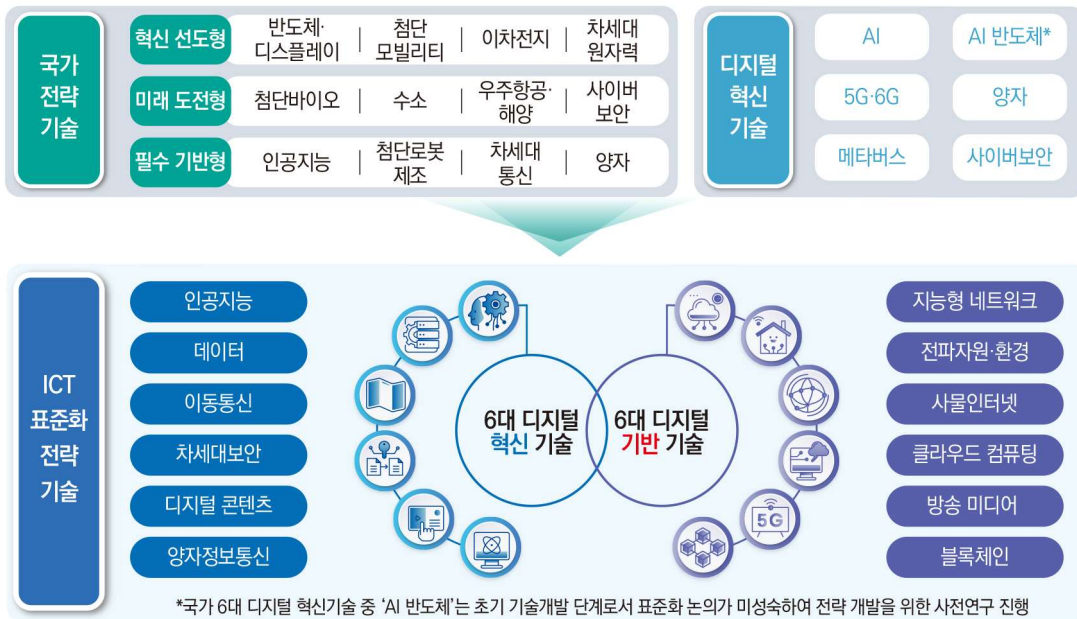 국가
전략
기술
혁신 선도형
반도체·
디스플레이
첨단
모빌리티
이차전지
차세대
원자력
미래 도전형
첨단바이오
수소
우주항공·
해양
사이버
보안
필수 기반형
인공지능
첨단로봇
제조
차세대
통신
양자
디지털
혁신
기술
AI
AI 반도체*
5G·6G
양자
메타버스
사이버보안
ICT
표준화
전략
기술
인공지능
데이터
이동통신
차세대보안
디지털 콘텐츠
양자정보통신
6대 디지털
혁신 기술
6대 디지털
기반 기술
5G
지능형 네트워크
전파자원·환경
사물인터넷
클라우드 컴퓨팅
방송 미디어
블록체인
*국가 6대 디지털 혁신기술 중 ‘AI 반도체’는 초기 기술개발 단계로서 표준화 논의가 미성숙하여 전략 개발을 위한 사전연구 진행